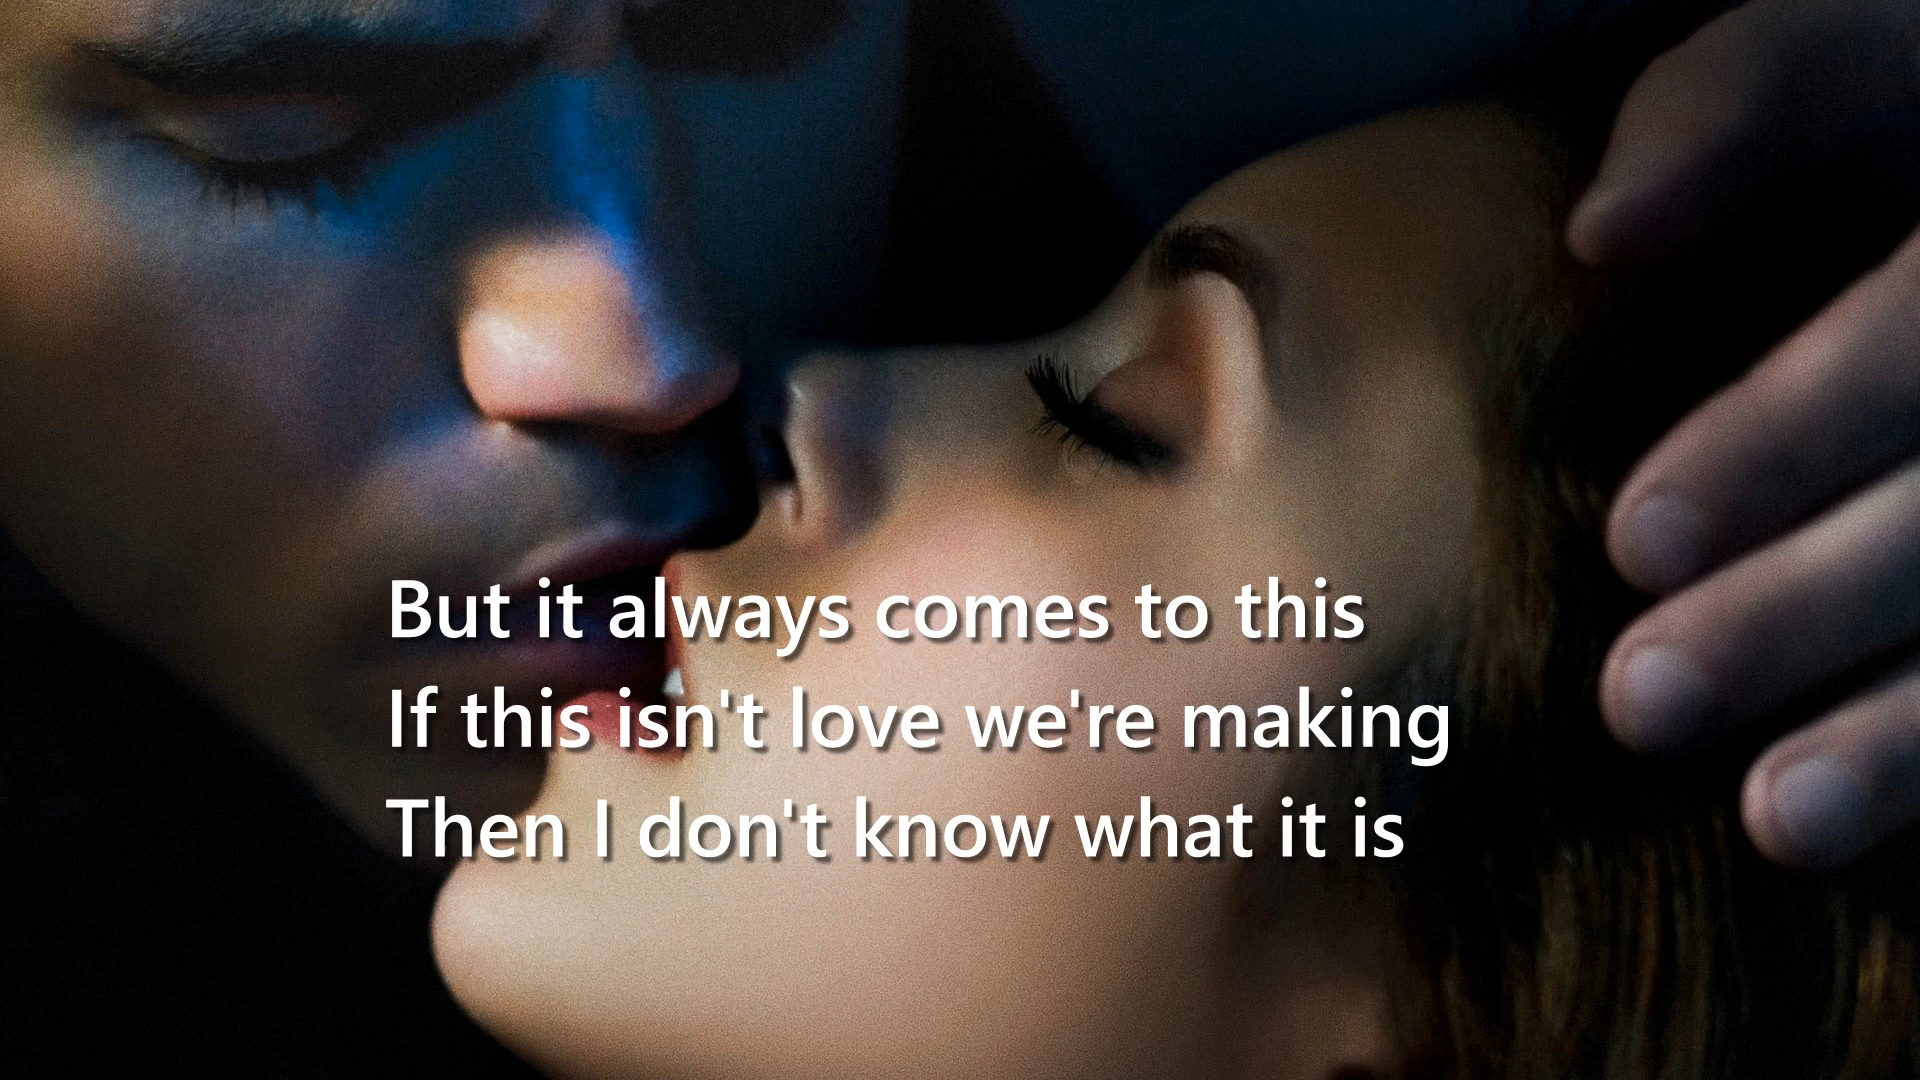 But it always comes to this
If this isn't love we're making
Then I don't know what it is